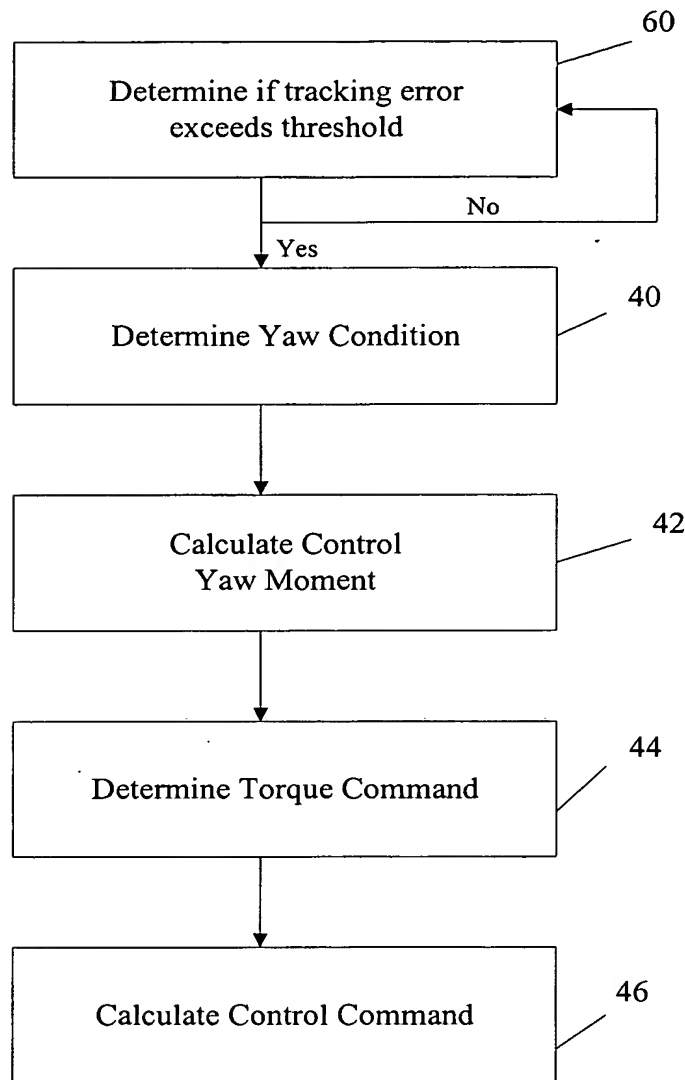 60
Determine if tracking error
exceeds threshold
No
Yes
40
Determine Yaw Condition
42
Calculate Control
Yaw Moment
44
Determine Torque Command
46
Calculate Control Command